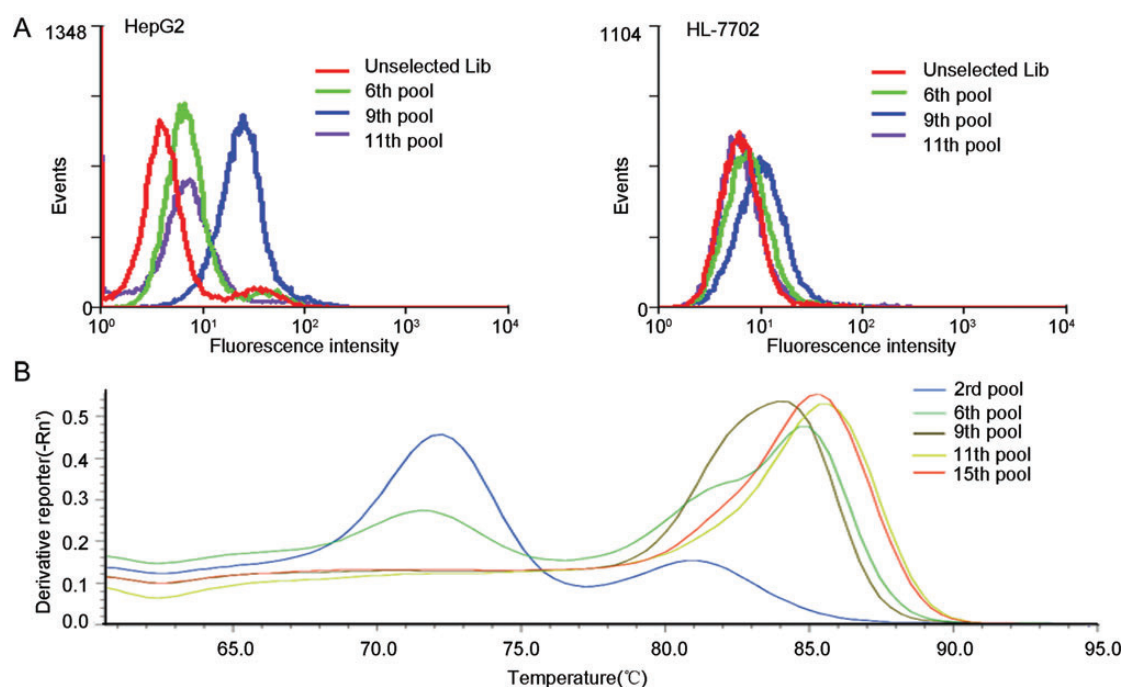 A
HepG2
1348
Unselected Lib
6th pool
9th pool
11th pool
Events
0
10⁰ 10¹ 10² 10³ 10⁴
Fluorescence intensity
HL-7702
1104
Unselected Lib
6th pool
9th pool
11th pool
Events
0
10⁰ 10¹ 10² 10³ 10⁴
Fluorescence intensity
B
2rd pool
6th pool
9th pool
11th pool
15th pool
Derivative reporter(-Rn')
0.5
0.4
0.3
0.2
0.1
0.0
65.0 70.0 75.0 80.0 85.0 90.0 95.0
Temperature(℃)